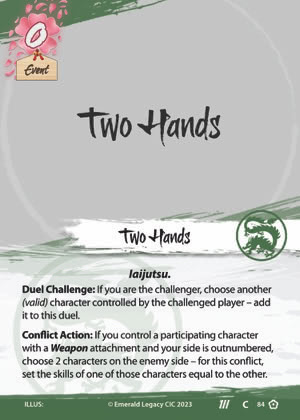 0
Event
Two Hands
Two Hands
Iaijutsu.
Duel Challenge: If you are the challenger, choose another
(valid) character controlled by the challenged player – add
it to this duel.
Conflict Action: If you control a participating character
with a Weapon attachment and your side is outnumbered,
choose 2 characters on the enemy side – for this conflict,
set the skills of one of those characters equal to the other.
ILLUS: © Emerald Legacy CIC 2023 C 84